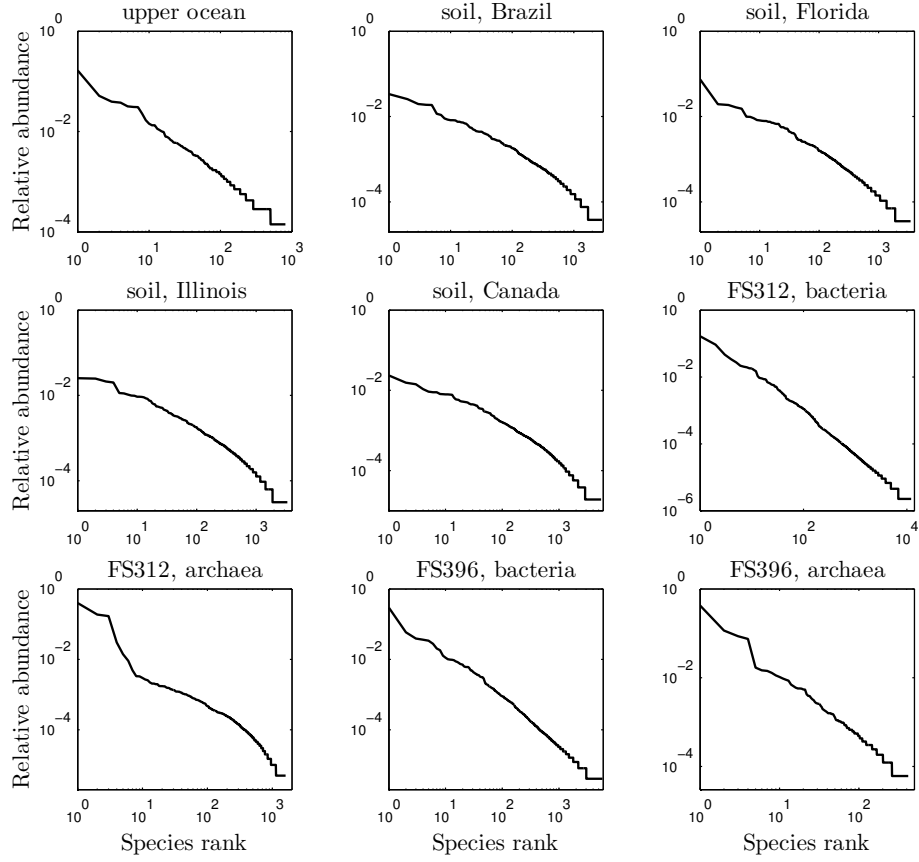 upper ocean
soil, Brazil
soil, Florida
Relative abundance
10^0
10^-2
10^-4
10^0 10^1 10^2 10^3
10^0
10^-2
10^-4
10^0 10^1 10^2 10^3
10^0
10^-2
10^-4
10^0 10^1 10^2 10^3
soil, Illinois
soil, Canada
FS312, bacteria
Relative abundance
10^0
10^-2
10^-4
10^0 10^1 10^2 10^3
10^0
10^-2
10^-4
10^0 10^1 10^2 10^3
10^0
10^-2
10^-4
10^-6
10^0 10^2 10^4
FS312, archaea
FS396, bacteria
FS396, archaea
Relative abundance
10^0
10^-2
10^-4
10^0 10^1 10^2 10^3
10^0
10^-2
10^-4
10^0 10^1 10^2 10^3
10^0
10^-2
10^-4
10^0 10^1 10^2
Species rank
Species rank
Species rank